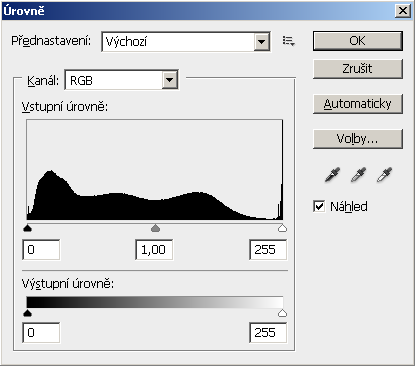 Úrovně
Přednastavení: Výchozí
OK
Zrušit
Automaticky
Volby...
Náhled
Kanál: RGB
Vstupní úrovně:
0 1,00 255
Výstupní úrovně:
0 255